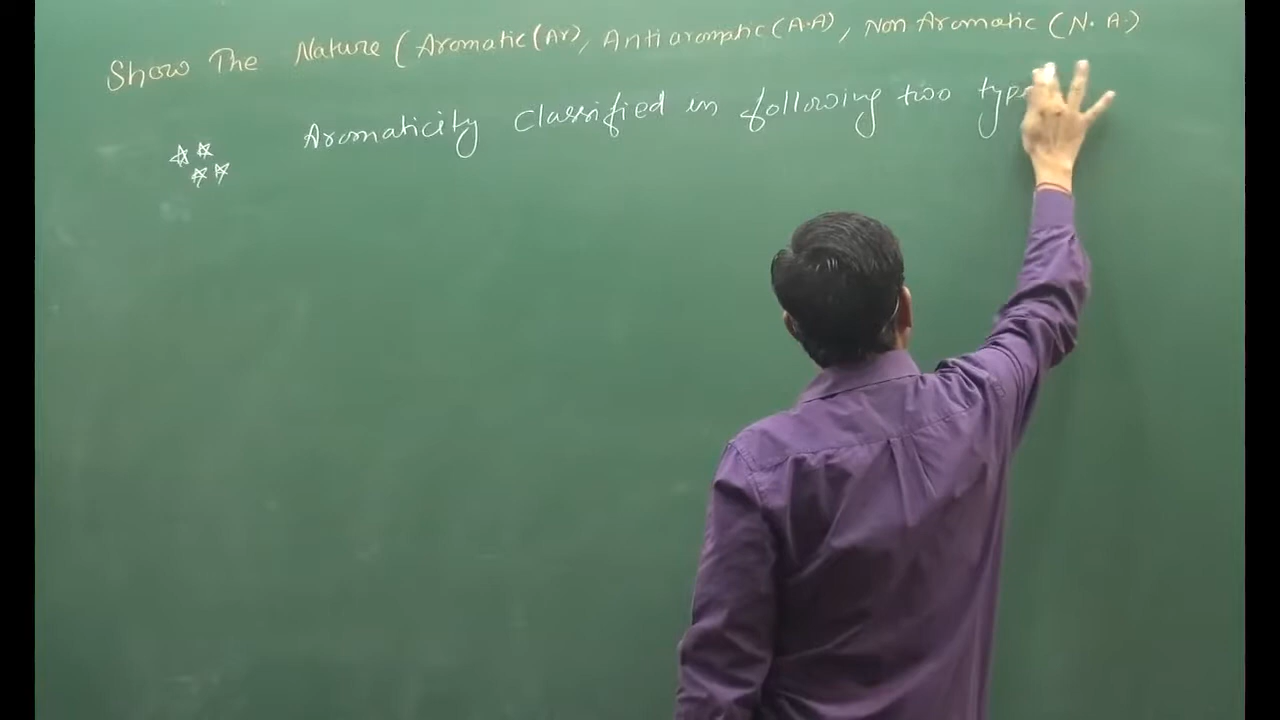 Show The Nature (Aromatic(Ar), Antiaromatic(A.A), Non Aromatic (N. A.)
Aromaticity Classified in following two